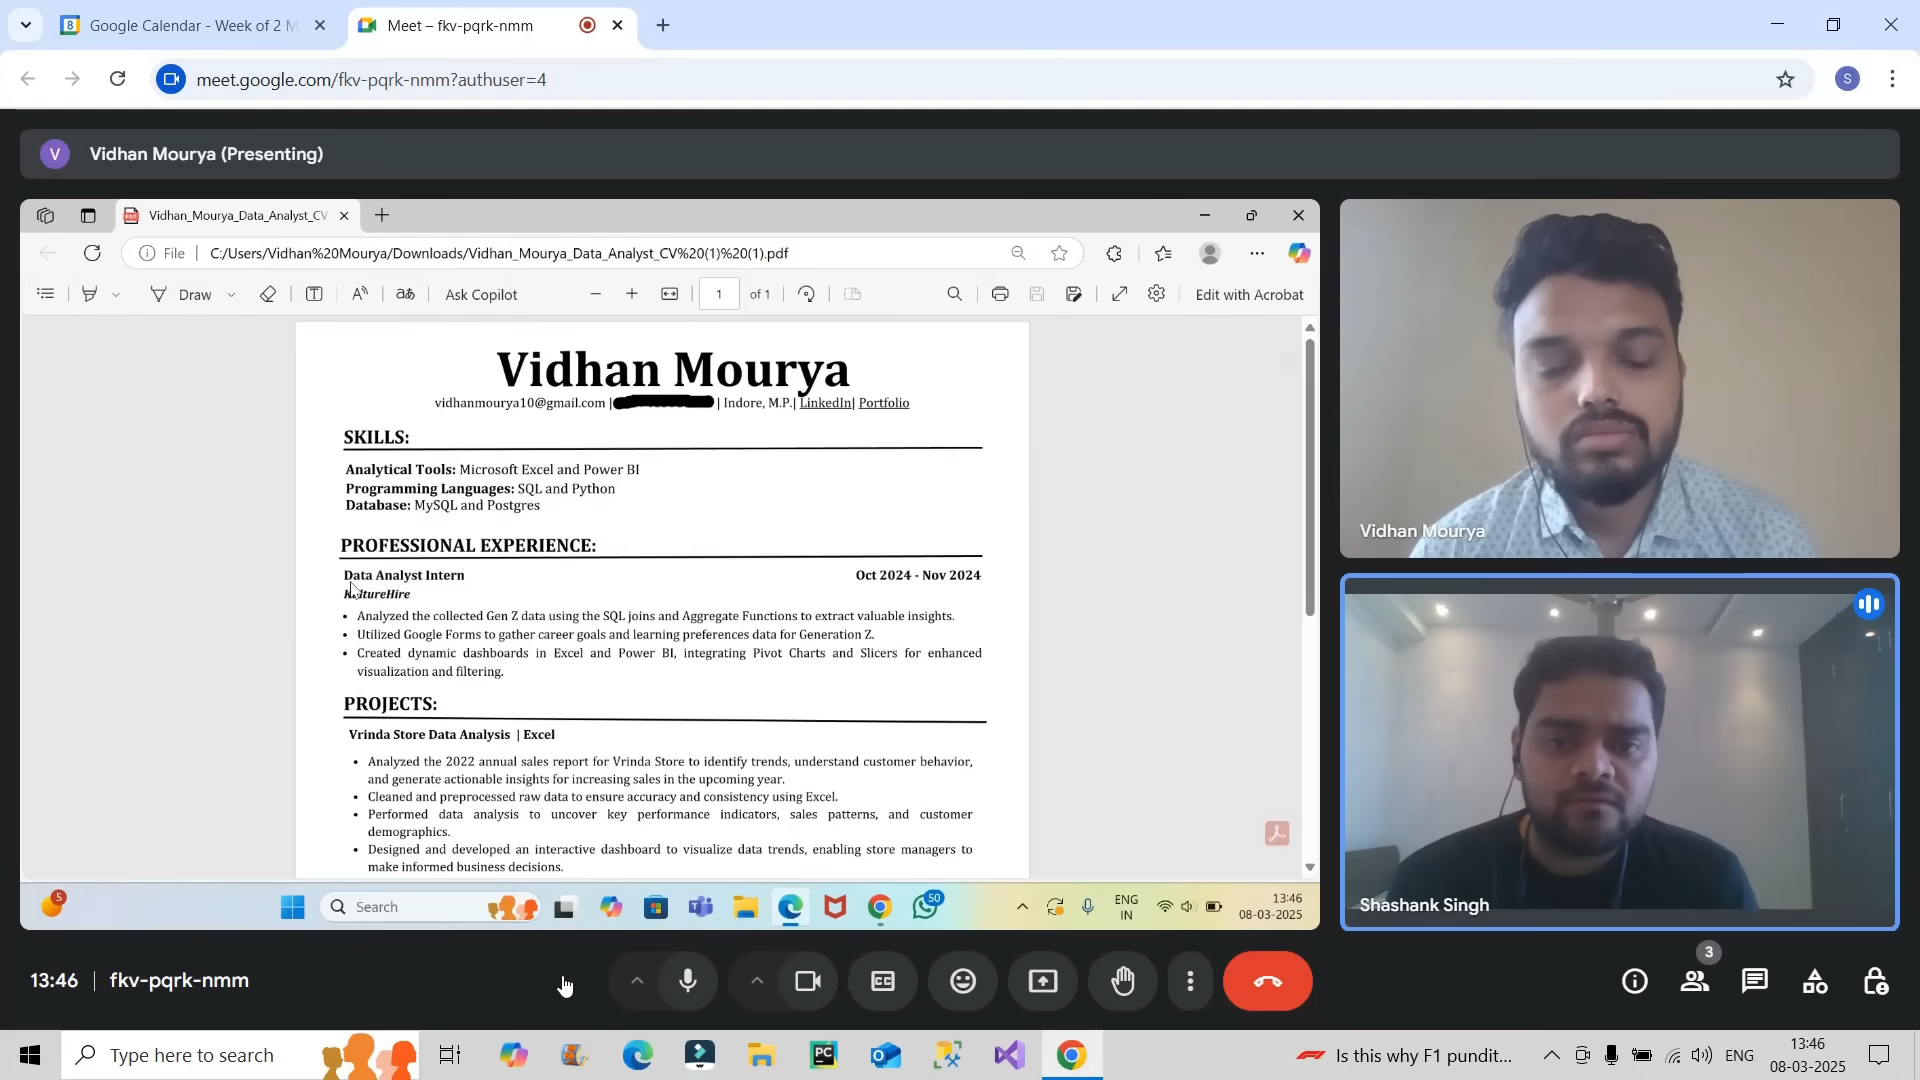 Google Calendar - Week of 2 M
Meet – fkv-pqrk-nmm
meet.google.com/fkv-pqrk-nmm?authuser=4
S
V
Vidhan Mourya (Presenting)
Vidhan_Mourya_Data_Analyst_CV
File
C:/Users/Vidhan%20Mourya/Downloads/Vidhan_Mourya_Data_Analyst_CV%20(1)%20(1).pdf
Draw
Ask Copilot
1 of 1
Edit with Acrobat
Vidhan Mourya
vidhanmourya10@gmail.com | | Indore, M.P.| LinkedIn| Portfolio
SKILLS:
Analytical Tools: Microsoft Excel and Power BI
Programming Languages: SQL and Python
Database: MySQL and Postgres
PROFESSIONAL EXPERIENCE:
Data Analyst Intern Oct 2024 - Nov 2024
KultureHire
• Analyzed the collected Gen Z data using the SQL joins and Aggregate Functions to extract valuable insights.
• Utilized Google Forms to gather career goals and learning preferences data for Generation Z.
• Created dynamic dashboards in Excel and Power BI, integrating Pivot Charts and Slicers for enhanced
visualization and filtering.
PROJECTS:
Vrinda Store Data Analysis | Excel
• Analyzed the 2022 annual sales report for Vrinda Store to identify trends, understand customer behavior,
and generate actionable insights for increasing sales in the upcoming year.
• Cleaned and preprocessed raw data to ensure accuracy and consistency using Excel.
• Performed data analysis to uncover key performance indicators, sales patterns, and customer
demographics.
• Designed and developed an interactive dashboard to visualize data trends, enabling store managers to
make informed business decisions.
5
Search
50
ENG
IN
13:46
08-03-2025
Vidhan Mourya
Shashank Singh
13:46 | fkv-pqrk-nmm
3
Type here to search
Is this why F1 pundit...
ENG
13:46
08-03-2025